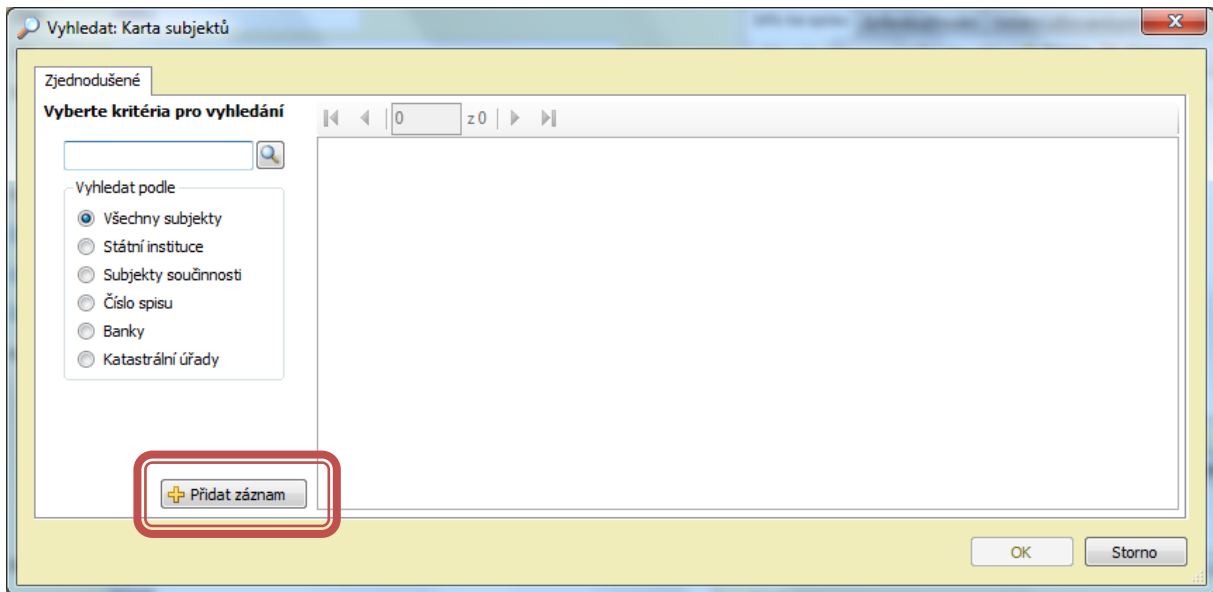 Vyhledat: Karta subjektů
Zjednodušené
Vyberte kritéria pro vyhledání
0 z 0
Vyhledat podle
Všechny subjekty
Státní instituce
Subjekty součinnosti
Číslo spisu
Banky
Katastrální úřady
Přidat záznam
OK Storno